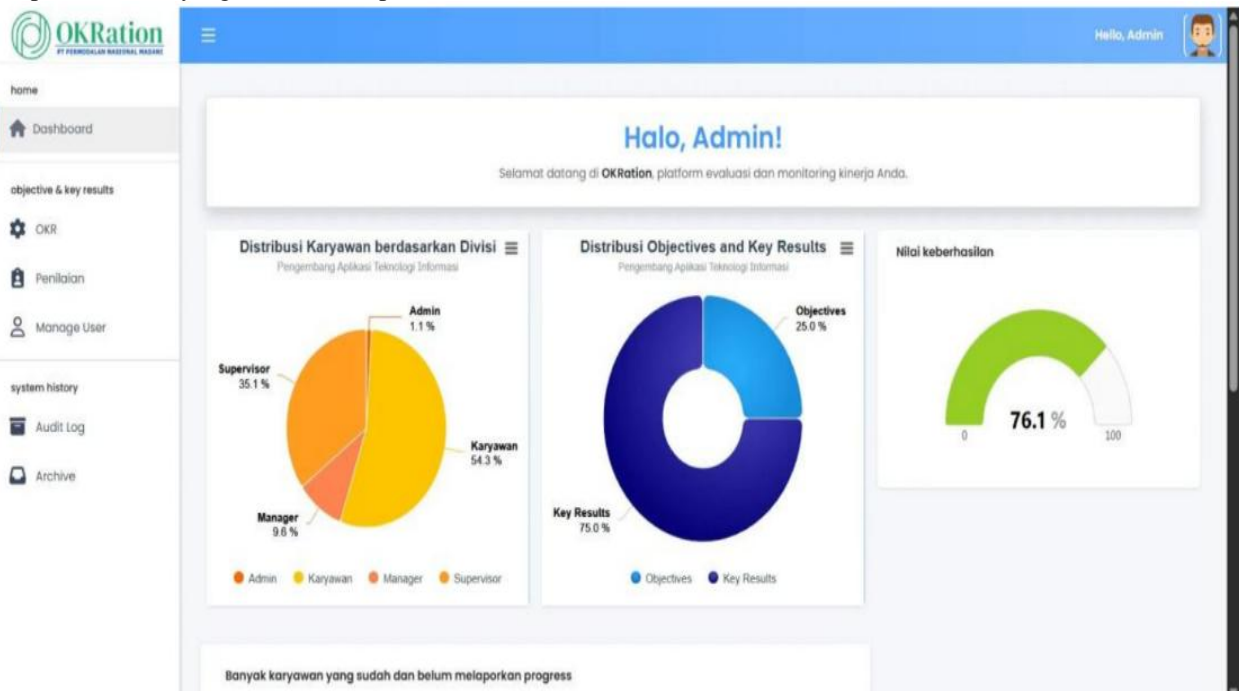 OKRation
PT PERMODALAN NASIONAL MADANI
Hello, Admin
home
Dashboard
objective & key results
OKR
Penilaian
Manage User
system history
Audit Log
Archive
Halo, Admin!
Selamat datang di OKRation, platform evaluasi dan monitoring kinerja Anda.
Distribusi Karyawan berdasarkan Divisi
Pengembang Aplikasi Teknologi Informasi
Admin
1.1 %
Supervisor
35.1 %
Karyawan
54.3 %
Manager
9.6 %
Admin Karyawan Manager Supervisor
Distribusi Objectives and Key Results
Pengembang Aplikasi Teknologi Informasi
Objectives
25.0 %
Key Results
75.0 %
Objectives Key Results
Nilai keberhasilan
76.1 %
0 100
Banyak karyawan yang sudah dan belum melaporkan progress